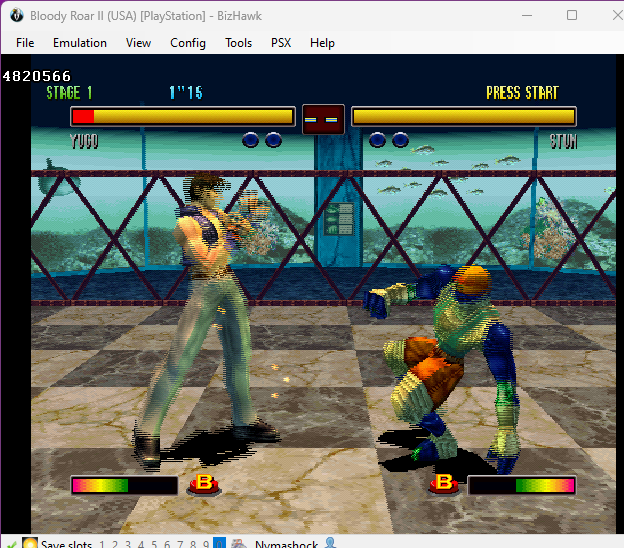 Bloody Roar II (USA) [PlayStation] - BizHawk
File Emulation View Config Tools PSX Help
4820566
STAGE 1 1"15 PRESS START
-- --
YUGO STUN
B B
Save slots 1 2 3 4 5 6 7 8 9 0 Nymashock